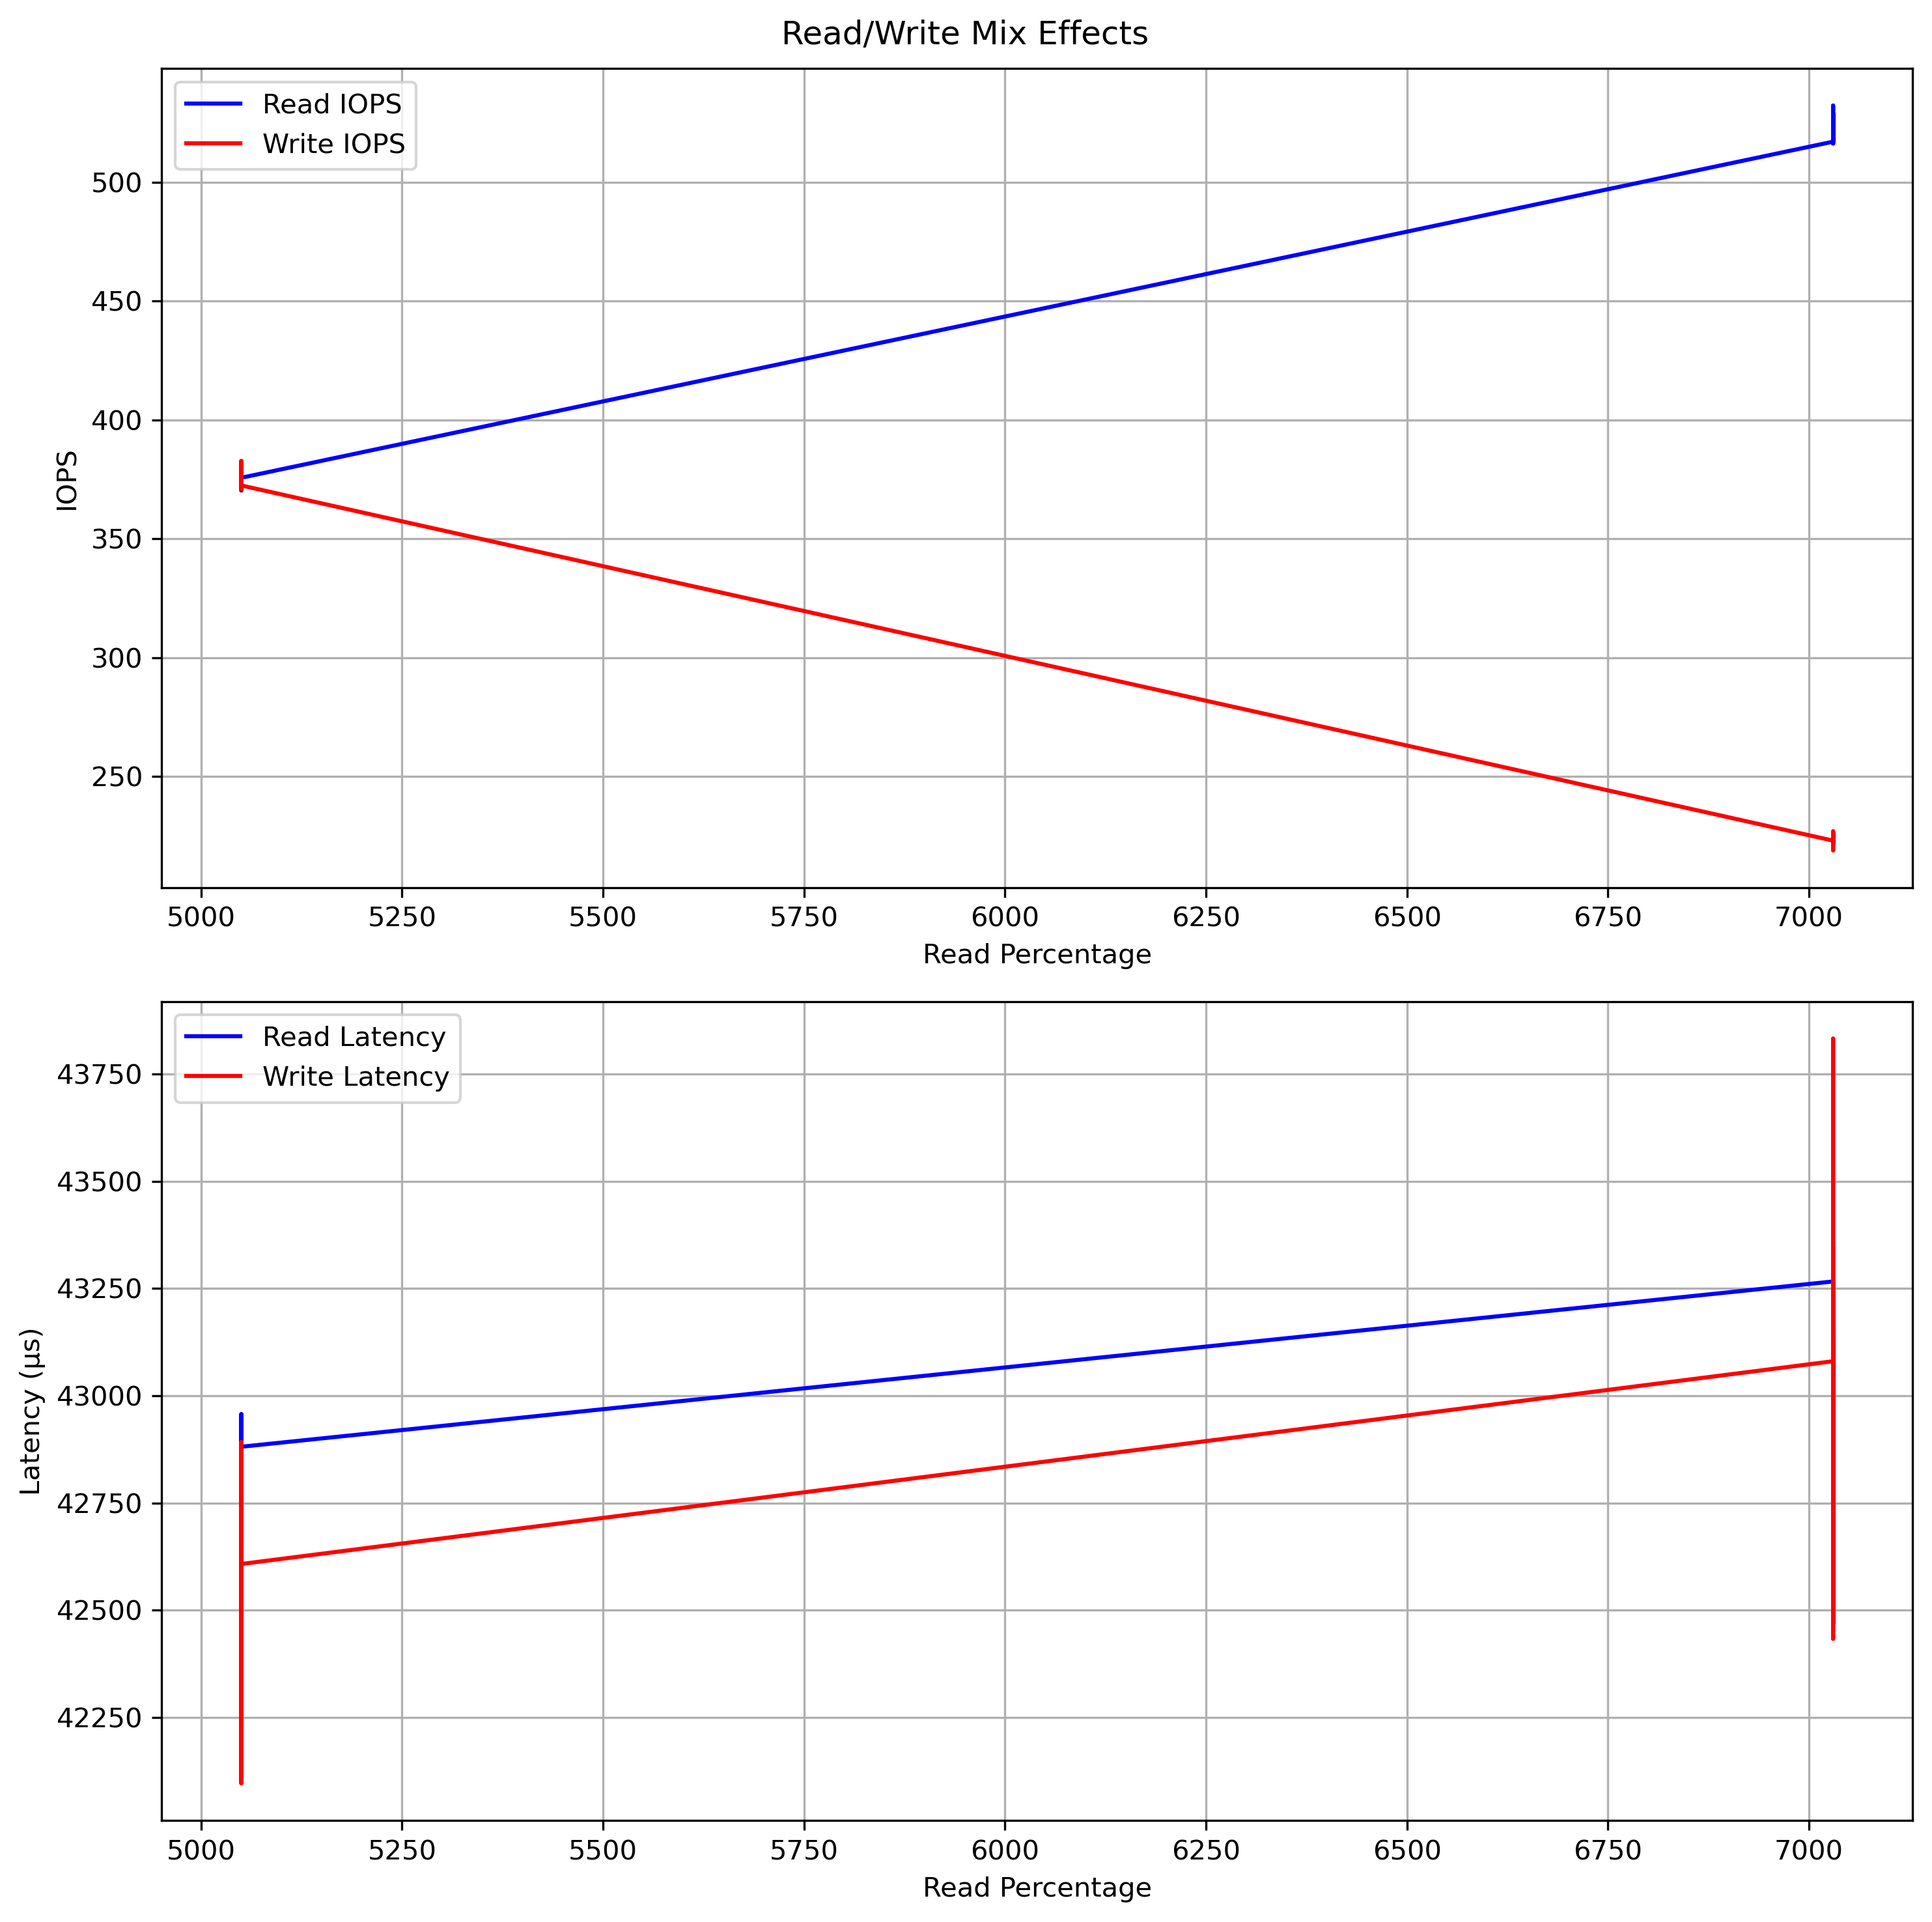 Read/Write Mix Effects
Read IOPS
Write IOPS
500
450
400
350
300
250
IOPS
5000 5250 5500 5750 6000 6250 6500 6750 7000
Read Percentage
Read Latency
Write Latency
43750
43500
43250
43000
42750
42500
42250
Latency (µs)
5000 5250 5500 5750 6000 6250 6500 6750 7000
Read Percentage